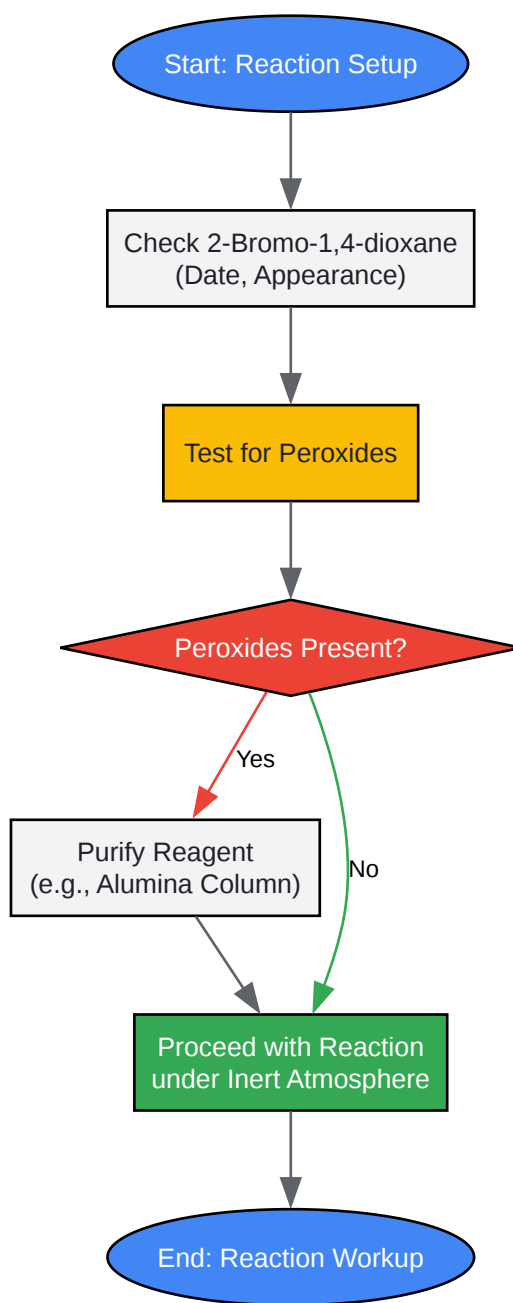 Start: Reaction Setup
Check 2-Bromo-1,4-dioxane
(Date, Appearance)
Test for Peroxides
Peroxides Present?
Yes
Purify Reagent
(e.g., Alumina Column)
No
Proceed with Reaction
under Inert Atmosphere
End: Reaction Workup